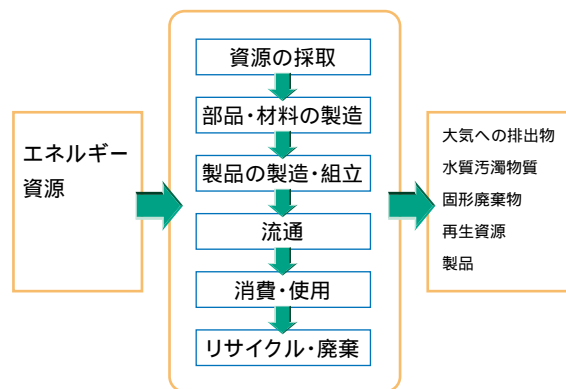 エネルギー
資源
資源の採取
部品・材料の製造
製品の製造・組立
流通
消費・使用
リサイクル・廃棄
大気への排出物
水質汚濁物質
固形廃棄物
再生資源
製品